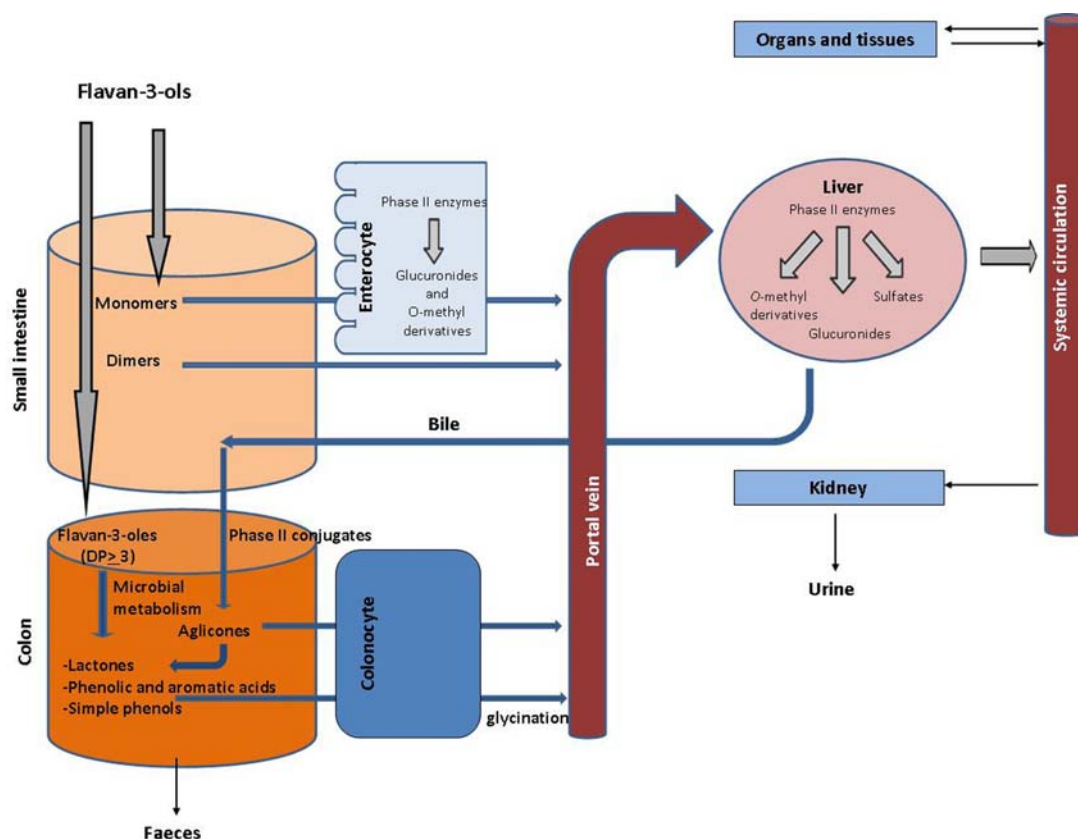 Organs and tissues
Flavan-3-ols
Small intestine
Monomers
Dimers
Enterocyte
Phase II enzymes
Glucuronides
and
O-methyl
derivatives
Liver
Phase II enzymes
O-methyl
derivatives
Sulfates
Glucuronides
Systemic circulation
Bile
Portal vein
Kidney
Urine
Colon
Flavan-3-oles
(DP≥3)
Phase II conjugates
Microbial
metabolism
Aglicones
-Lactones
-Phenolic and aromatic acids
-Simple phenols
Colonocyte
glycination
Faeces